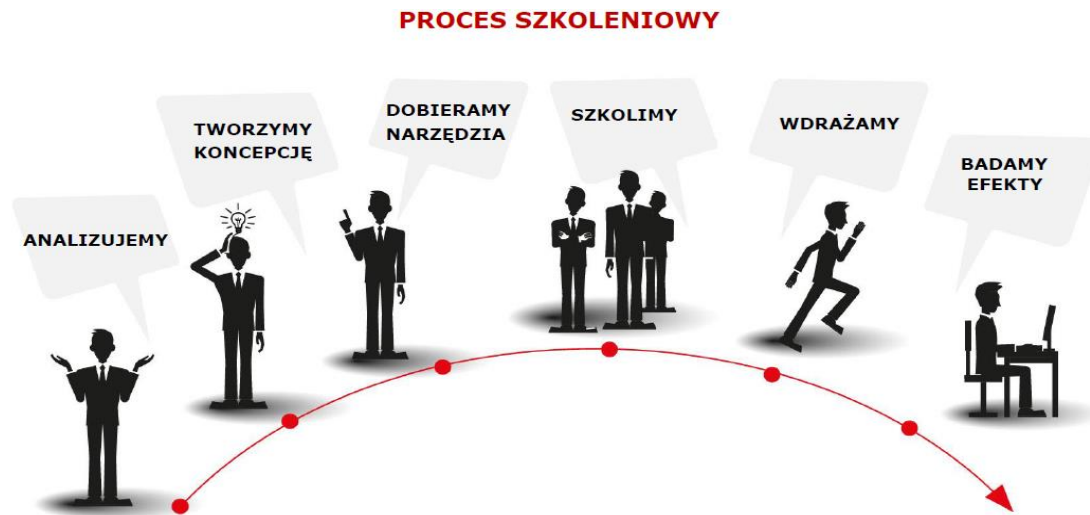 PROCES SZKOLENIOWY
ANALIZUJEMY
TWORZYMY
KONCEPCJĘ
DOBIERAMY
NARZĘDZIA
SZKOLIMY
WDRAŻAMY
BADAMY
EFEKTY